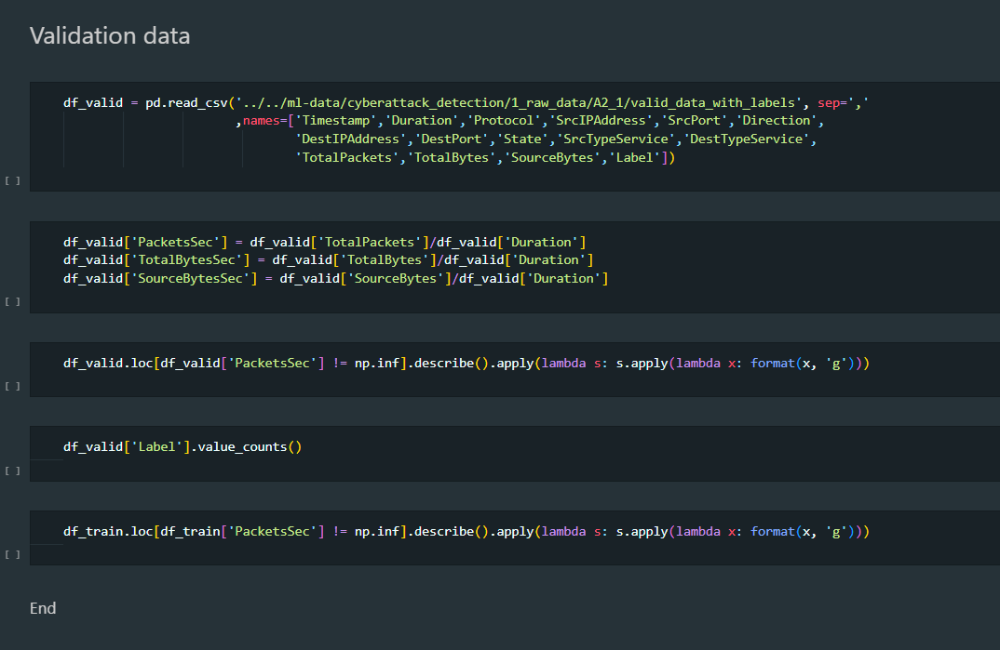 Validation data
df_valid = pd.read_csv('../../ml-data/cyberattack_detection/1_raw_data/A2_1/valid_data_with_labels', sep=','
,names=['Timestamp','Duration','Protocol','SrcIPAddress','SrcPort','Direction',
'DestIPAddress','DestPort','State','SrcTypeService','DestTypeService',
'TotalPackets','TotalBytes','SourceBytes','Label'])
[ ]
df_valid['PacketsSec'] = df_valid['TotalPackets']/df_valid['Duration']
df_valid['TotalBytesSec'] = df_valid['TotalBytes']/df_valid['Duration']
df_valid['SourceBytesSec'] = df_valid['SourceBytes']/df_valid['Duration']
[ ]
df_valid.loc[df_valid['PacketsSec'] != np.inf].describe().apply(lambda s: s.apply(lambda x: format(x, 'g')))
[ ]
df_valid['Label'].value_counts()
[ ]
df_train.loc[df_train['PacketsSec'] != np.inf].describe().apply(lambda s: s.apply(lambda x: format(x, 'g')))
[ ]
End